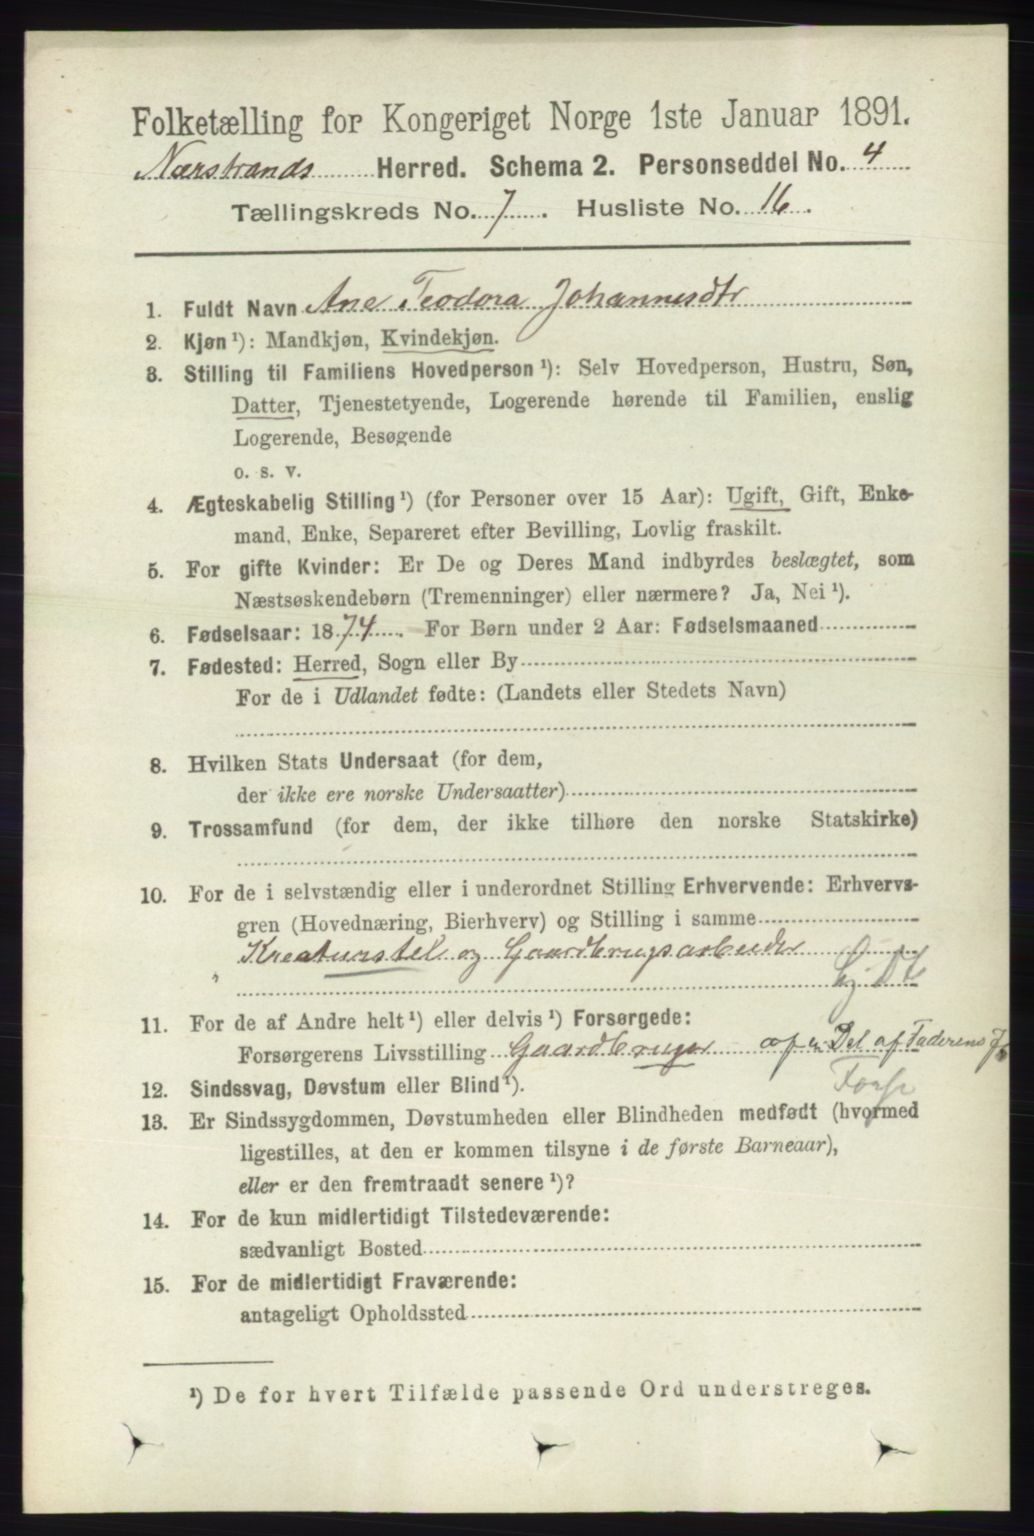 Folketælling for Kongeriget Norge 1ste Januar 1891.
Nærstrands Herred. Schema 2. Personseddel No. 4
Tællingskreds No. 7. Husliste No. 16.
1. Fuldt Navn Ane Teodora Johannesdtr
2. Kjøn ¹): Mandkjøn, Kvindekjøn.
3. Stilling til Familiens Hovedperson ¹): Selv Hovedperson, Hustru, Søn,
Datter, Tjenestetyende, Logerende hørende til Familien, enslig
Logerende, Besøgende
o. s. v.
4. Ægteskabelig Stilling ¹) (for Personer over 15 Aar): Ugift, Gift, Enke-
mand, Enke, Separeret efter Bevilling, Lovlig fraskilt.
5. For gifte Kvinder: Er De og Deres Mand indbyrdes beslægtet, som
Næstsøskendebørn (Tremenninger) eller nærmere? Ja, Nei ¹).
6. Fødselsaar: 1874. For Børn under 2 Aar: Fødselsmaaned
7. Fødested: Herred, Sogn eller By
For de i Udlandet fødte: (Landets eller Stedets Navn)
8. Hvilken Stats Undersaat (for dem,
der ikke ere norske Undersaatter)
9. Trossamfund (for dem, der ikke tilhøre den norske Statskirke)
10. For de i selvstændig eller i underordnet Stilling Erhvervende: Erhvervs-
gren (Hovednæring, Bierhverv) og Stilling i samme
Kreaturstel og Gaardbrugsarbeider
11. For de af Andre helt ¹) eller delvis ¹) Forsørgede:
Forsørgerens Livsstilling Gaardbruger af en Del af Faderens
12. Sindssvag, Døvstum eller Blind ¹).
13. Er Sindssygdommen, Døvstumheden eller Blindheden medfødt (hvormed
ligestilles, at den er kommen tilsyne i de første Barneaar),
eller er den fremtraadt senere ¹)?
14. For de kun midlertidigt Tilstedeværende:
sædvanligt Bosted
15. For de midlertidigt Fraværende:
antageligt Opholdssted
¹) De for hvert Tilfælde passende Ord understreges.